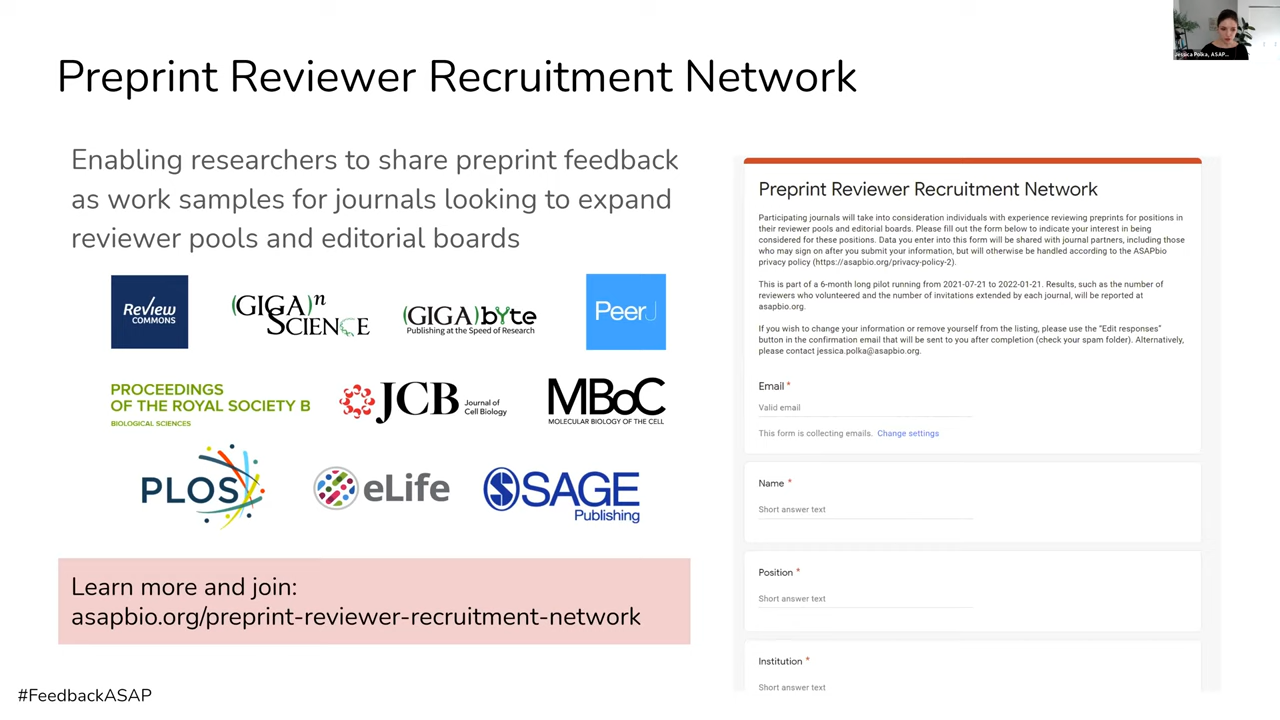 Jessica Polka, ASAP...
Preprint Reviewer Recruitment Network
Enabling researchers to share preprint feedback
as work samples for journals looking to expand
reviewer pools and editorial boards
Review
COMMONS
(GIGA)n
SCIENCE
(GIGA)byte
Publishing at the Speed of Research
PeerJ
PROCEEDINGS
OF THE ROYAL SOCIETY B
BIOLOGICAL SCIENCES
JCB Journal of
Cell Biology
MBoC
MOLECULAR BIOLOGY OF THE CELL
PLOS
eLife
SAGE
Publishing
Learn more and join:
asapbio.org/preprint-reviewer-recruitment-network
#FeedbackASAP
Preprint Reviewer Recruitment Network
Participating journals will take into consideration individuals with experience reviewing preprints for positions in
their reviewer pools and editorial boards. Please fill out the form below to indicate your interest in being
considered for these positions. Data you enter into this form will be shared with journal partners, including those
who may sign on after you submit your information, but will otherwise be handled according to the ASAPbio
privacy policy (https://asapbio.org/privacy-policy-2).
This is part of a 6-month long pilot running from 2021-07-21 to 2022-01-21. Results, such as the number of
reviewers who volunteered and the number of invitations extended by each journal, will be reported at
asapbio.org.
If you wish to change your information or remove yourself from the listing, please use the “Edit responses”
button in the confirmation email that will be sent to you after completion (check your spam folder). Alternatively,
please contact jessica.polka@asapbio.org.
Email *
Valid email
This form is collecting emails. Change settings
Name *
Short answer text
Position *
Short answer text
Institution *
Short answer text